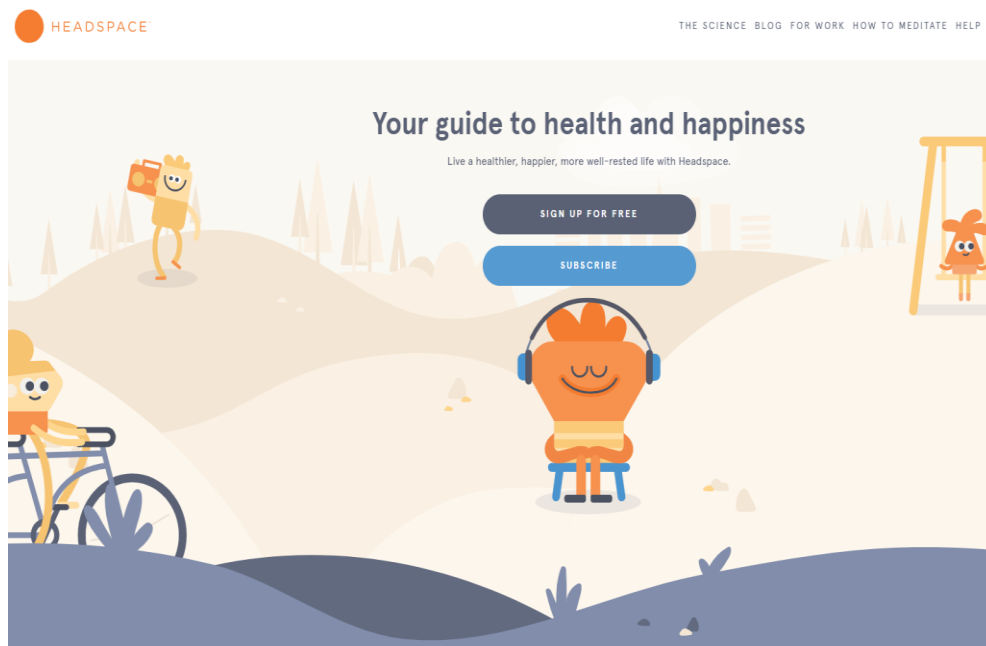 HEADSPACE
THE SCIENCE BLOG FOR WORK HOW TO MEDITATE HELP
Your guide to health and happiness
Live a healthier, happier, more well-rested life with Headspace.
SIGN UP FOR FREE
SUBSCRIBE